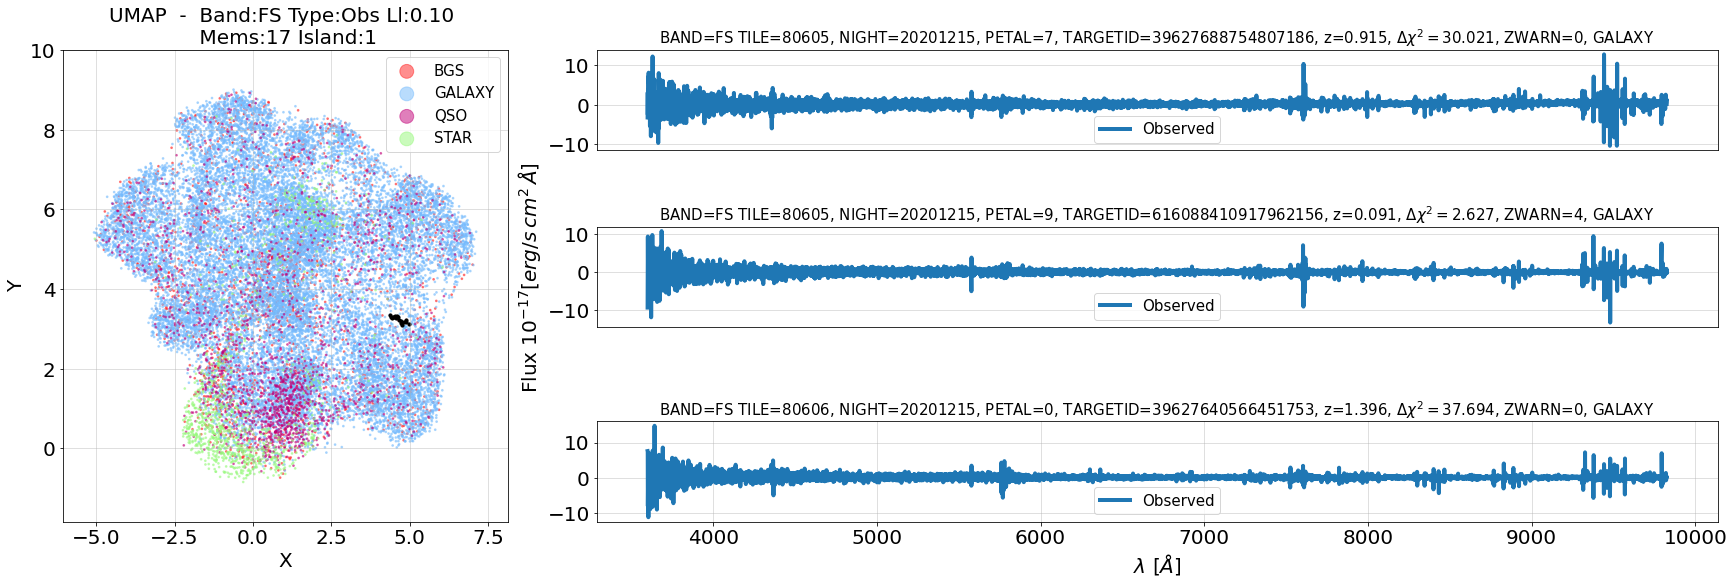 UMAP - Band:FS Type:Obs Ll:0.10
Mems:17 Island:1
10
8
6
4
2
0
Y
−5.0 −2.5 0.0 2.5 5.0 7.5
X
BGS
GALAXY
QSO
STAR
Flux 10⁻¹⁷[erg/s cm² Å]
BAND=FS TILE=80605, NIGHT=20201215, PETAL=7, TARGETID=39627688754807186, z=0.915, Δχ² = 30.021, ZWARN=0, GALAXY
10
0
−10
Observed
BAND=FS TILE=80605, NIGHT=20201215, PETAL=9, TARGETID=616088410917962156, z=0.091, Δχ² = 2.627, ZWARN=4, GALAXY
10
0
−10
Observed
BAND=FS TILE=80606, NIGHT=20201215, PETAL=0, TARGETID=39627640566451753, z=1.396, Δχ² = 37.694, ZWARN=0, GALAXY
10
0
−10
Observed
4000 5000 6000 7000 8000 9000 10000
λ [Å]